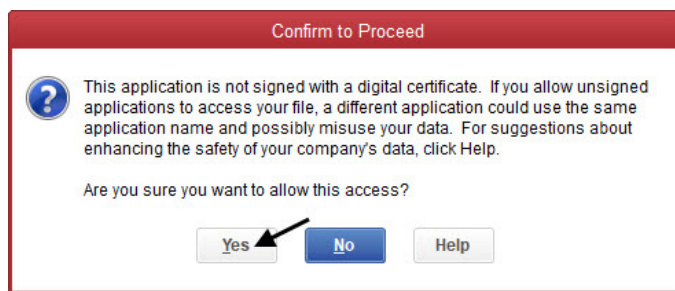 Confirm to Proceed
This application is not signed with a digital certificate.  If you allow unsigned
applications to access your file, a different application could use the same
application name and possibly misuse your data.  For suggestions about
enhancing the safety of your company's data, click Help.
Are you sure you want to allow this access?
Yes No Help